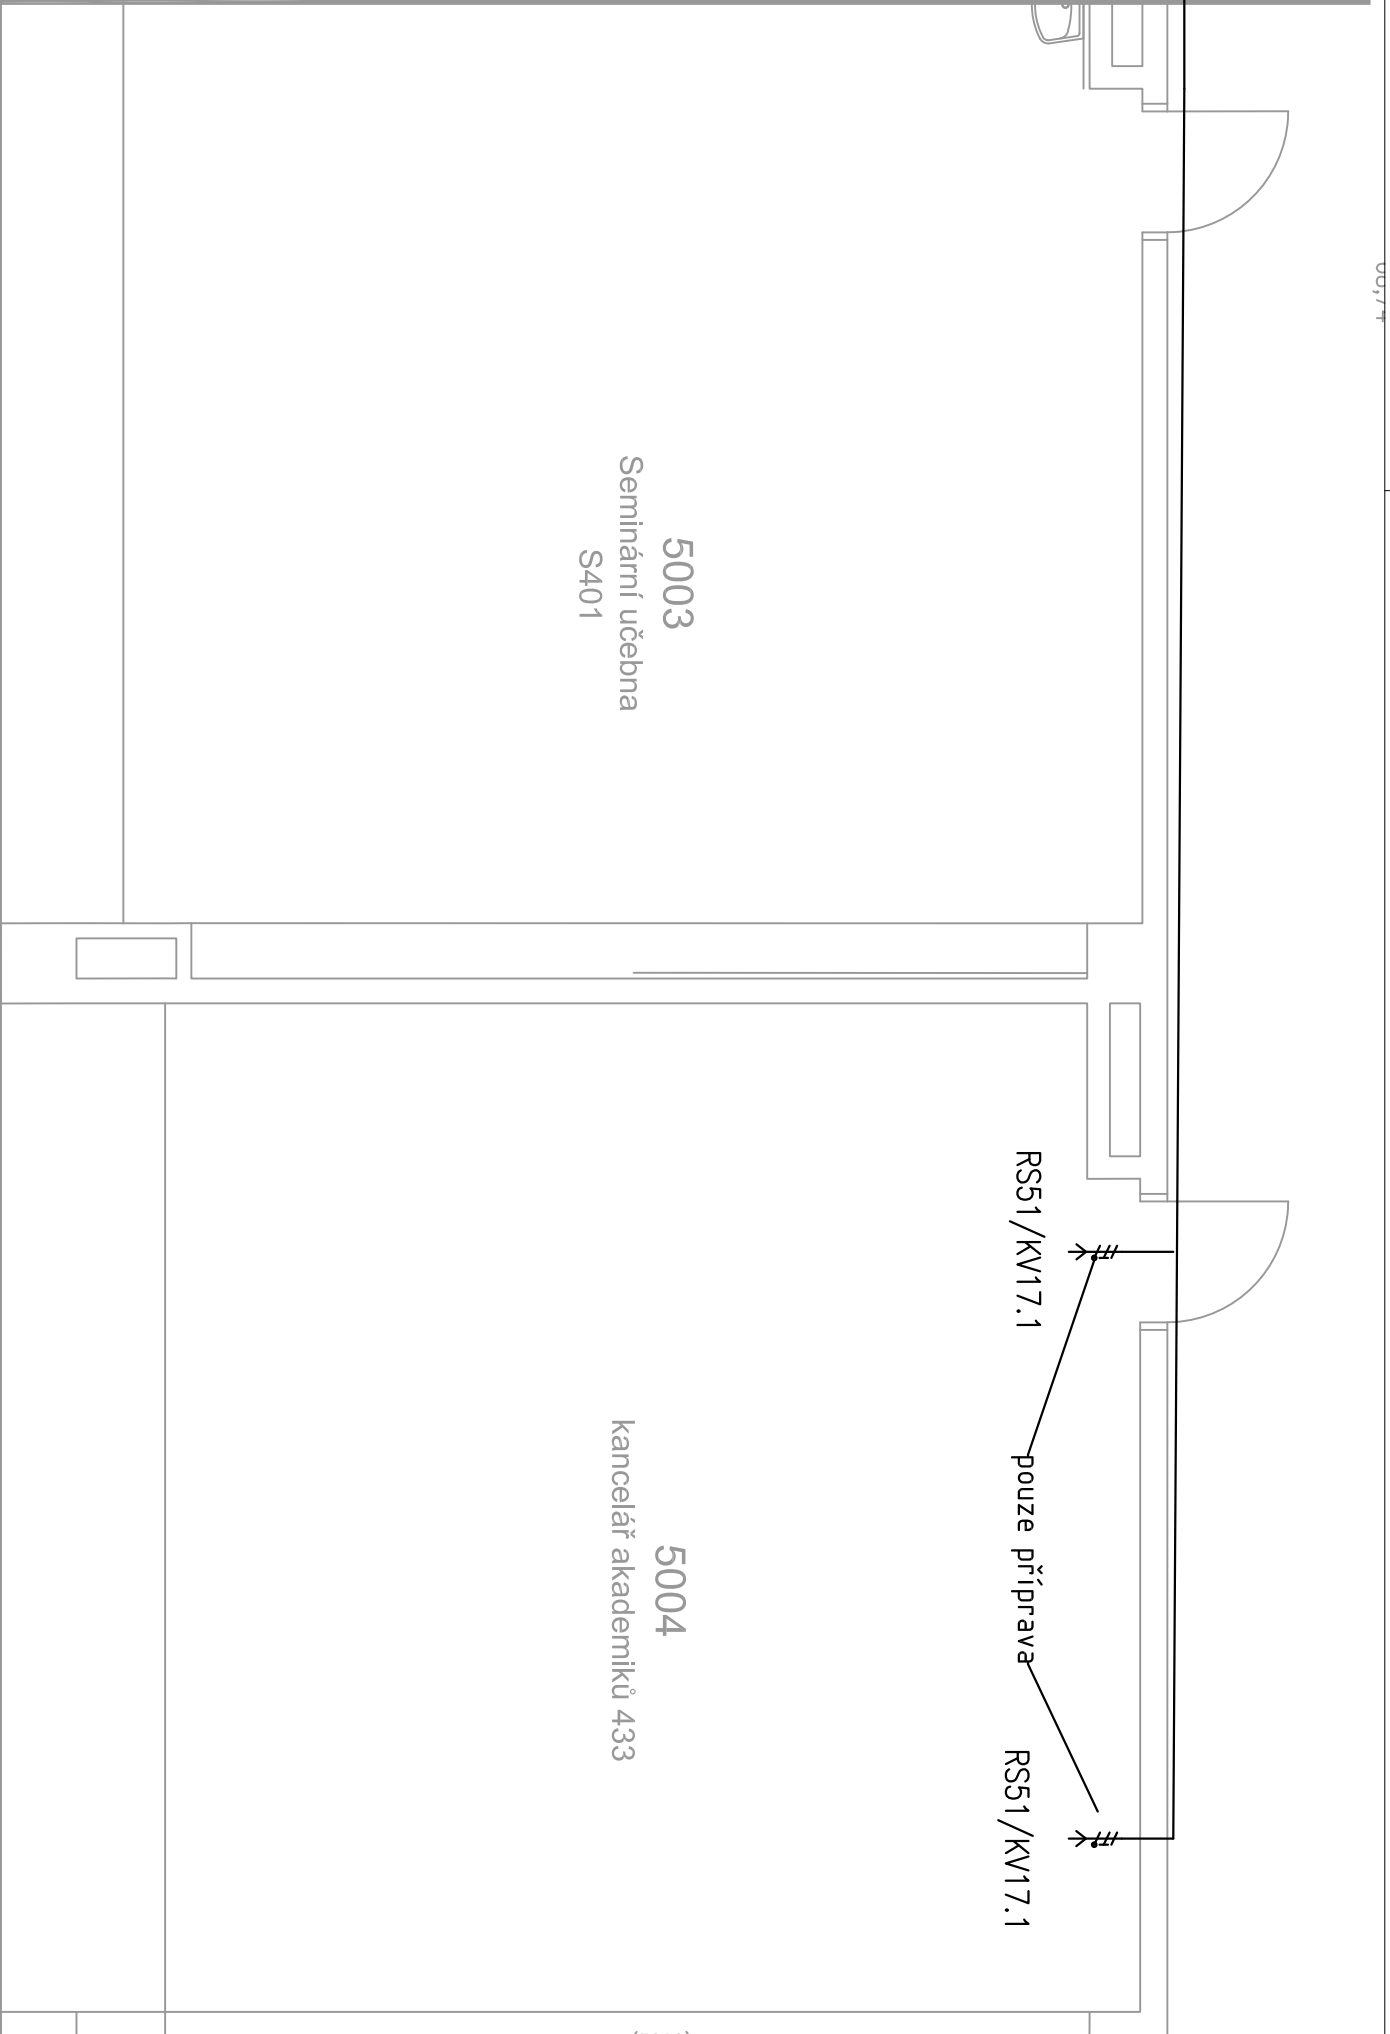 5003
Seminární učebna
S401
RS51/KV17.1
pouze příprava
RS51/KV17.1
5004
kancelář akademiků 433